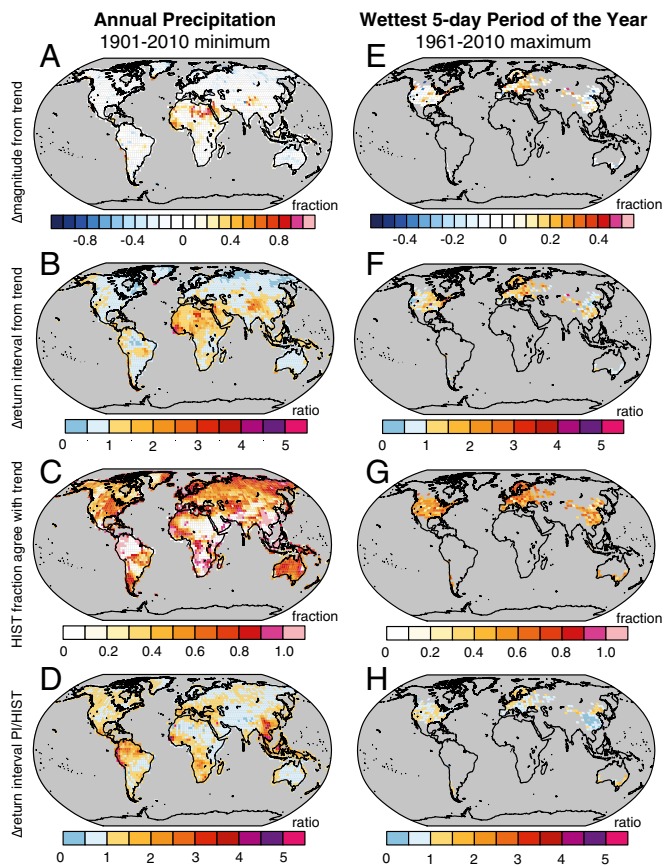 Annual Precipitation
1901-2010 minimum
Wettest 5-day Period of the Year
1961-2010 maximum
A
Δmagnitude from trend
fraction
-0.8 -0.4 0 0.4 0.8
E
fraction
-0.4 -0.2 0 0.2 0.4
B
Δreturn interval from trend
ratio
0 1 2 3 4 5
F
ratio
0 1 2 3 4 5
C
HIST fraction agree with trend
fraction
0 0.2 0.4 0.6 0.8 1.0
G
fraction
0 0.2 0.4 0.6 0.8 1.0
D
Δreturn interval PI/HIST
ratio
0 1 2 3 4 5
H
ratio
0 1 2 3 4 5